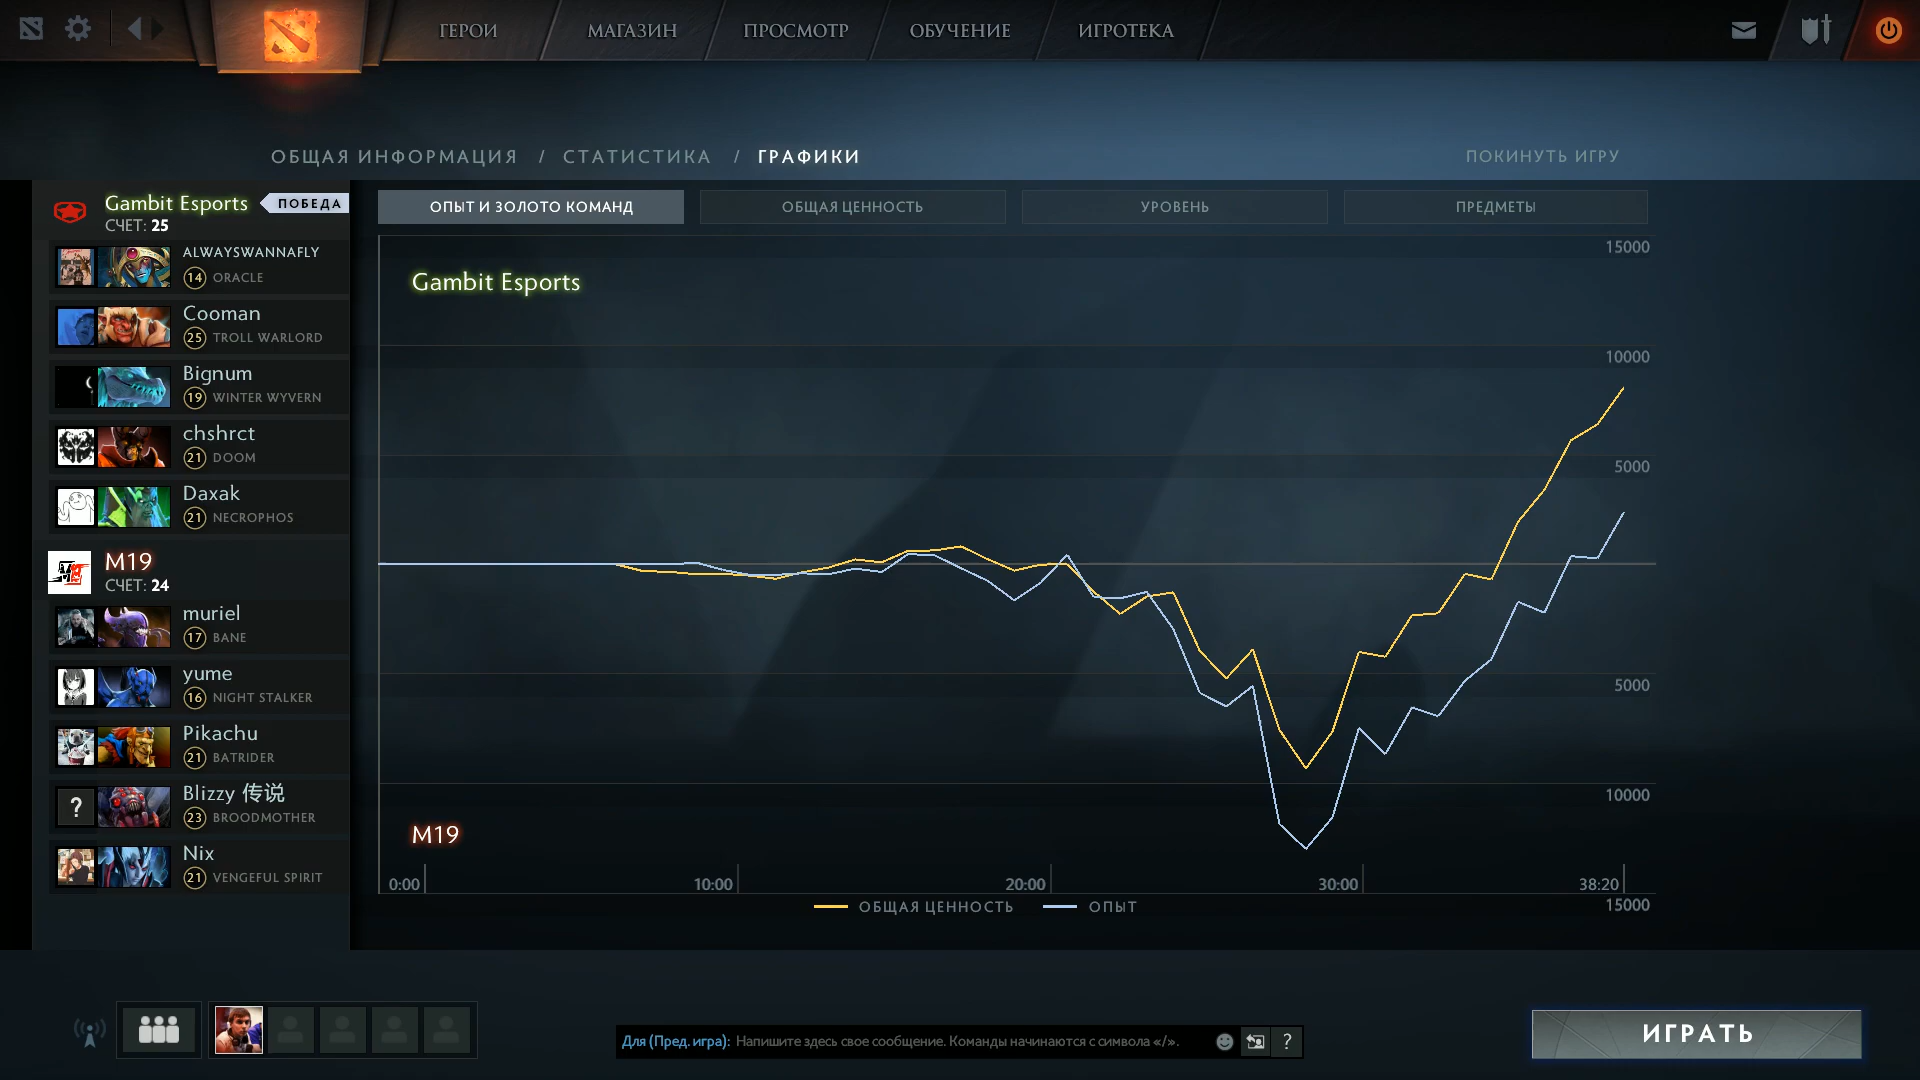 ГЕРОИ
МАГАЗИН
ПРОСМОТР
ОБУЧЕНИЕ
ИГРОТЕКА
ОБЩАЯ ИНФОРМАЦИЯ / СТАТИСТИКА / ГРАФИКИ
ПОКИНУТЬ ИГРУ
Gambit Esports
ПОБЕДА
СЧЕТ: 25
ALWAYSWANNAFLY
14 ORACLE
Cooman
25 TROLL WARLORD
Bignum
19 WINTER WYVERN
chshrct
21 DOOM
Daxak
21 NECROPHOS
M19
СЧЕТ: 24
muriel
17 BANE
yume
16 NIGHT STALKER
Pikachu
21 BATRIDER
?
Blizzy 传说
23 BROODMOTHER
Nix
21 VENGEFUL SPIRIT
ОПЫТ И ЗОЛОТО КОМАНД
ОБЩАЯ ЦЕННОСТЬ
УРОВЕНЬ
ПРЕДМЕТЫ
15000
Gambit Esports
10000
5000
5000
10000
M19
0:00
10:00
20:00
30:00
38:20
15000
ОБЩАЯ ЦЕННОСТЬ
ОПЫТ
Для (Пред. игра): Напишите здесь свое сообщение. Команды начинаются с символа «/».
?
ИГРАТЬ